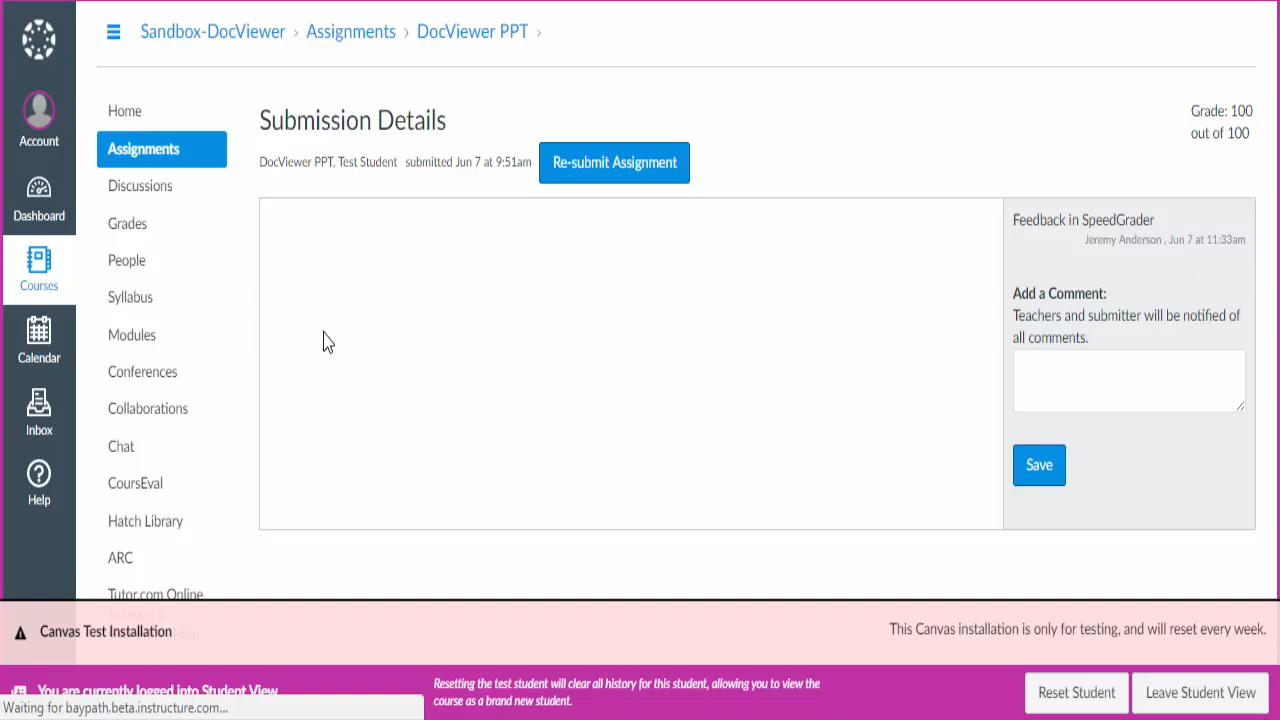 Sandbox-DocViewer › Assignments › DocViewer PPT ›
Account
Dashboard
Courses
Calendar
Inbox
Help
Home
Assignments
Discussions
Grades
People
Syllabus
Modules
Conferences
Collaborations
Chat
CoursEval
Hatch Library
ARC
Tutor.com Online
Submission Details
DocViewer PPT, Test Student submitted Jun 7 at 9:51am
Re-submit Assignment
Grade: 100
out of 100
Feedback in SpeedGrader
Jeremy Anderson , Jun 7 at 11:33am
Add a Comment:
Teachers and submitter will be notified of
all comments.
Save
Canvas Test Installation
This Canvas installation is only for testing, and will reset every week.
You are currently logged into Student View
Resetting the test student will clear all history for this student, allowing you to view the
course as a brand new student.
Reset Student
Leave Student View
Waiting for baypath.beta.instructure.com...